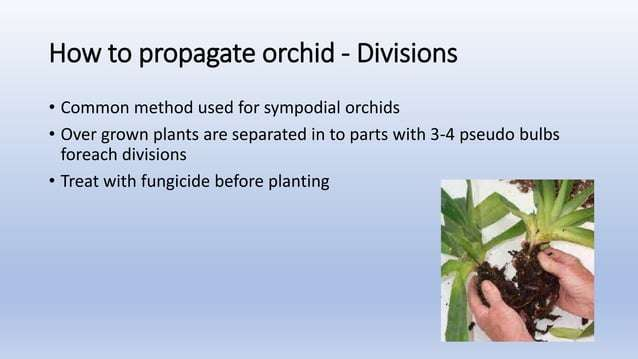 How to propagate orchid - Divisions
• Common method used for sympodial orchids
• Over grown plants are separated in to parts with 3-4 pseudo bulbs
foreach divisions
• Treat with fungicide before planting